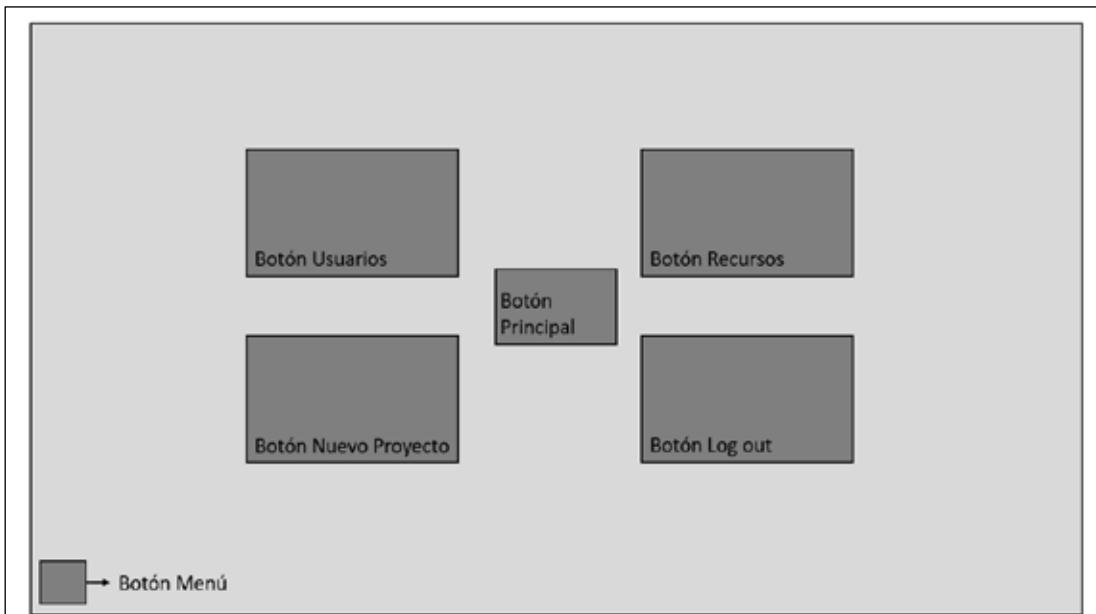 Botón Usuarios
Botón Recursos
Botón
Principal
Botón Nuevo Proyecto
Botón Log out
Botón Menú